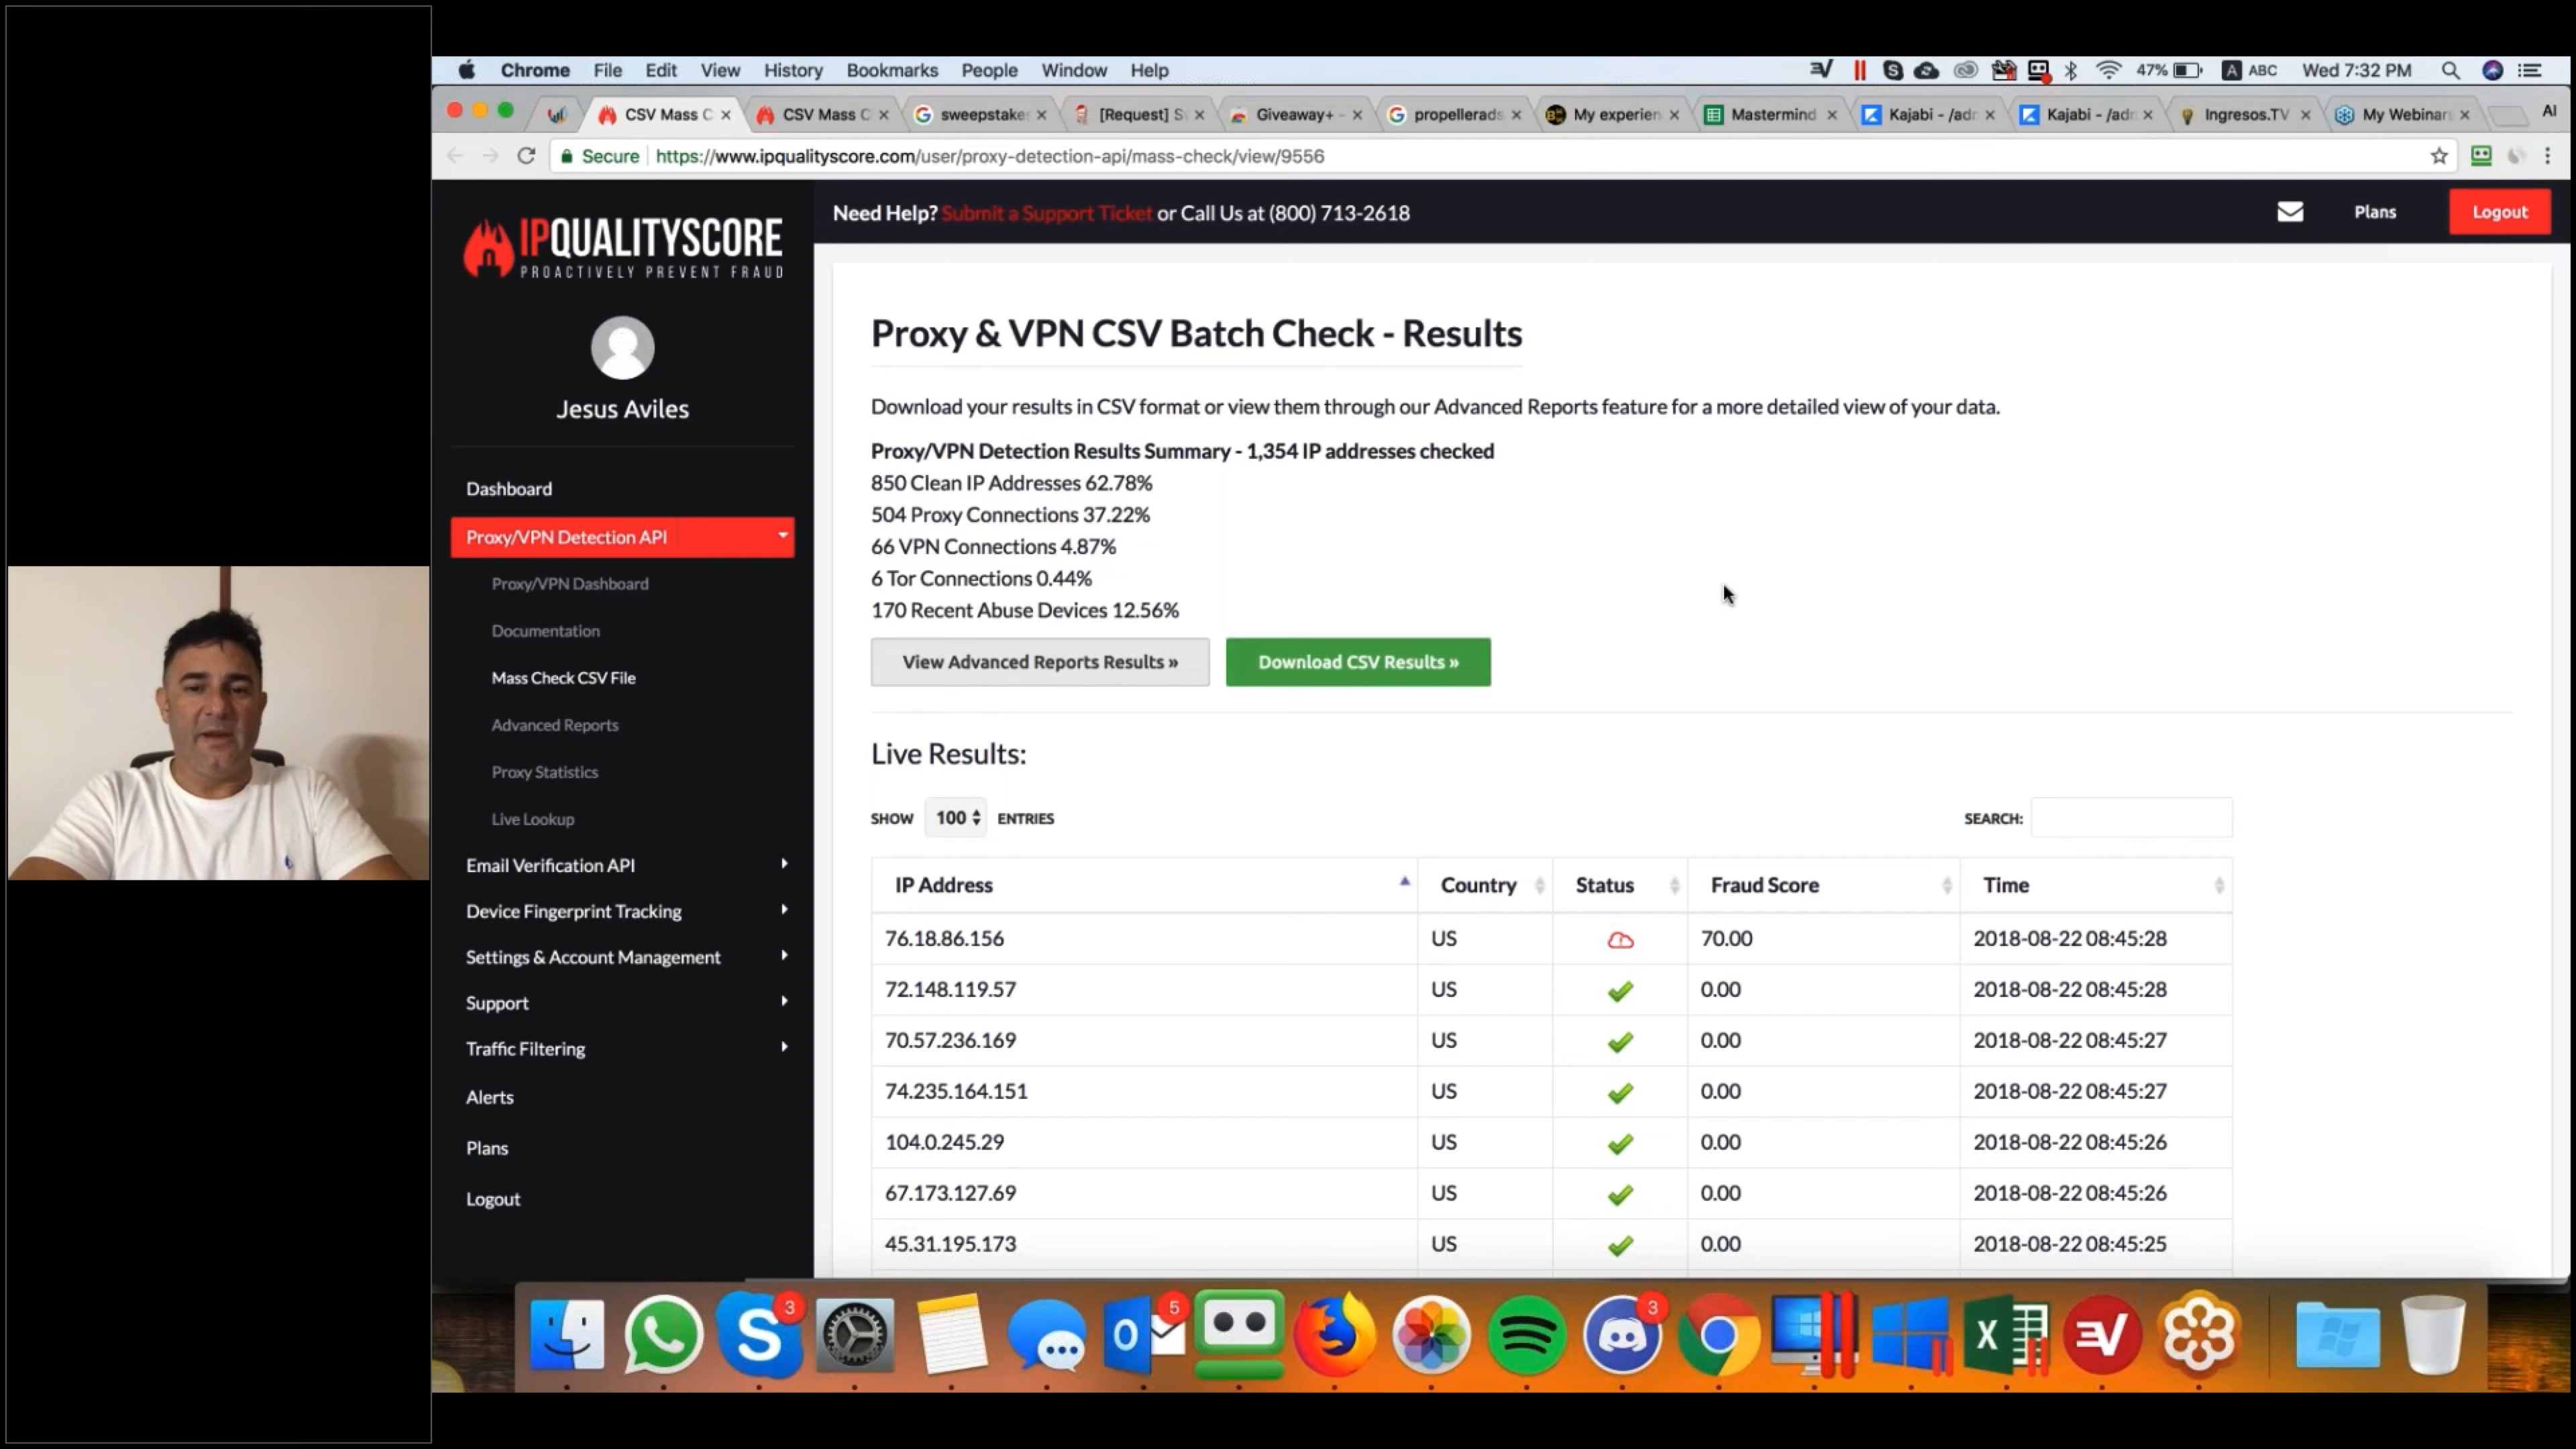 Chrome File Edit View History Bookmarks People Window Help 47% ABC Wed 7:32 PM
CSV Mass C CSV Mass C sweepstake [Request] S Giveaway+ - propellerads My experien Mastermind Kajabi - /adr Kajabi - /adr Ingresos.TV My Webinar AI
Secure https://www.ipqualityscore.com/user/proxy-detection-api/mass-check/view/9556
IPQUALITYSCORE
PROACTIVELY PREVENT FRAUD
Need Help? Submit a Support Ticket or Call Us at (800) 713-2618
Plans
Logout
Jesus Aviles
Dashboard
Proxy/VPN Detection API
Proxy/VPN Dashboard
Documentation
Mass Check CSV File
Advanced Reports
Proxy Statistics
Live Lookup
Email Verification API
Device Fingerprint Tracking
Settings & Account Management
Support
Traffic Filtering
Alerts
Plans
Logout
Proxy & VPN CSV Batch Check - Results
Download your results in CSV format or view them through our Advanced Reports feature for a more detailed view of your data.
Proxy/VPN Detection Results Summary - 1,354 IP addresses checked
850 Clean IP Addresses 62.78%
504 Proxy Connections 37.22%
66 VPN Connections 4.87%
6 Tor Connections 0.44%
170 Recent Abuse Devices 12.56%
View Advanced Reports Results » Download CSV Results »
Live Results:
SHOW 100 ENTRIES SEARCH:
IP Address Country Status Fraud Score Time
76.18.86.156 US 70.00 2018-08-22 08:45:28
72.148.119.57 US 0.00 2018-08-22 08:45:28
70.57.236.169 US 0.00 2018-08-22 08:45:27
74.235.164.151 US 0.00 2018-08-22 08:45:27
104.0.245.29 US 0.00 2018-08-22 08:45:26
67.173.127.69 US 0.00 2018-08-22 08:45:26
45.31.195.173 US 0.00 2018-08-22 08:45:25
3 5 3